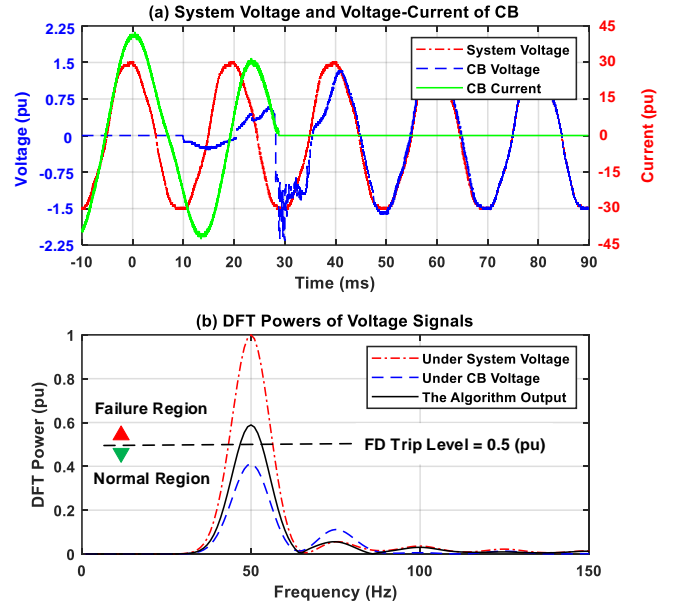 (a) System Voltage and Voltage-Current of CB
2.25
1.5
0.75
0
-0.75
-1.5
-2.25
Voltage (pu)
45
30
15
0
-15
-30
-45
Current (pu)
System Voltage
CB Voltage
CB Current
-10 0 10 20 30 40 50 60 70 80 90
Time (ms)
(b) DFT Powers of Voltage Signals
1
0.8
0.6
0.4
0.2
0
DFT Power (pu)
Under System Voltage
Under CB Voltage
The Algorithm Output
Failure Region
FD Trip Level = 0.5 (pu)
Normal Region
0 50 100 150
Frequency (Hz)